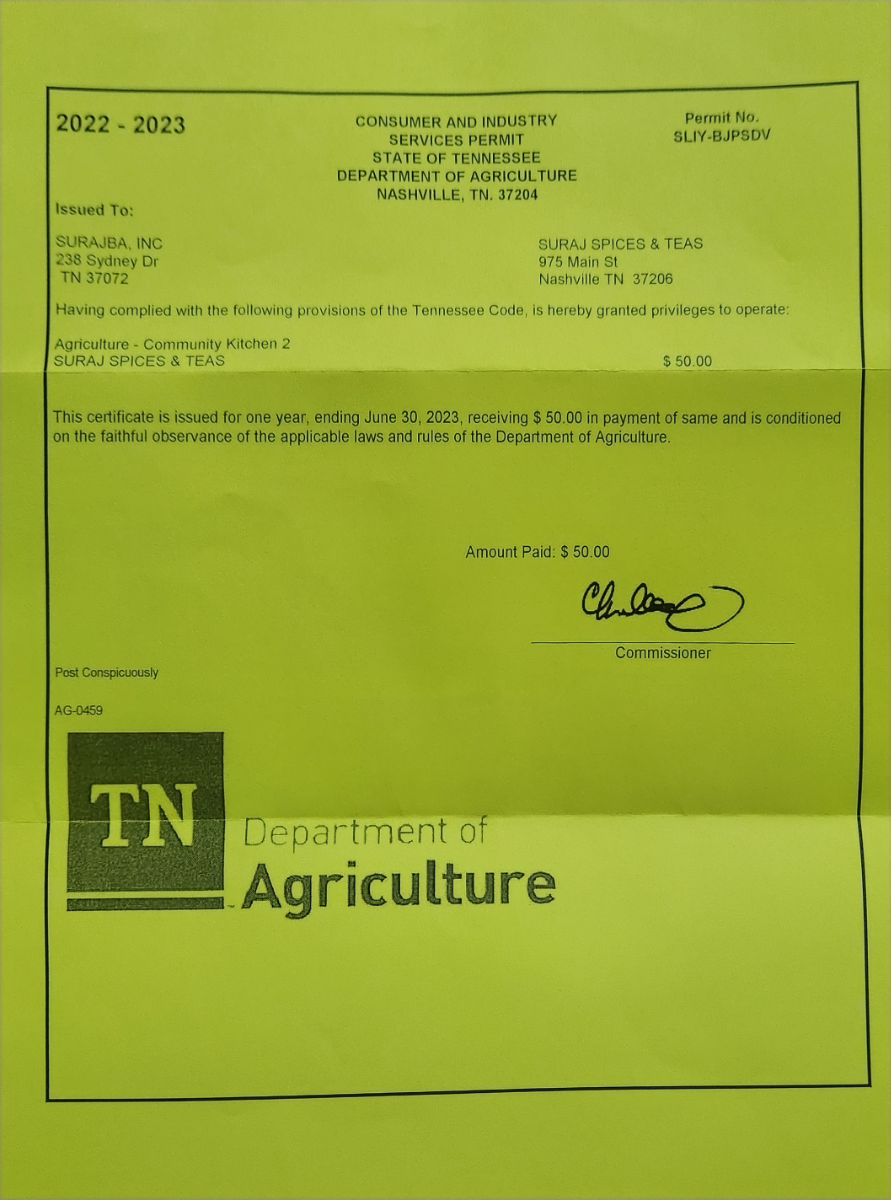 2022 - 2023
CONSUMER AND INDUSTRY
SERVICES PERMIT
STATE OF TENNESSEE
DEPARTMENT OF AGRICULTURE
NASHVILLE, TN. 37204
Permit No.
SLIY-BJPSDV
Issued To:
SURAJBA, INC
238 Sydney Dr
TN 37072
SURAJ SPICES & TEAS
975 Main St
Nashville TN 37206
Having complied with the following provisions of the Tennessee Code, is hereby granted privileges to operate:
Agriculture - Community Kitchen 2
SURAJ SPICES & TEAS $ 50.00
This certificate is issued for one year, ending June 30, 2023, receiving $ 50.00 in payment of same and is conditioned
on the faithful observance of the applicable laws and rules of the Department of Agriculture.
Amount Paid: $ 50.00
Commissioner
Post Conspicuously
AG-0459
TN
Department of
Agriculture